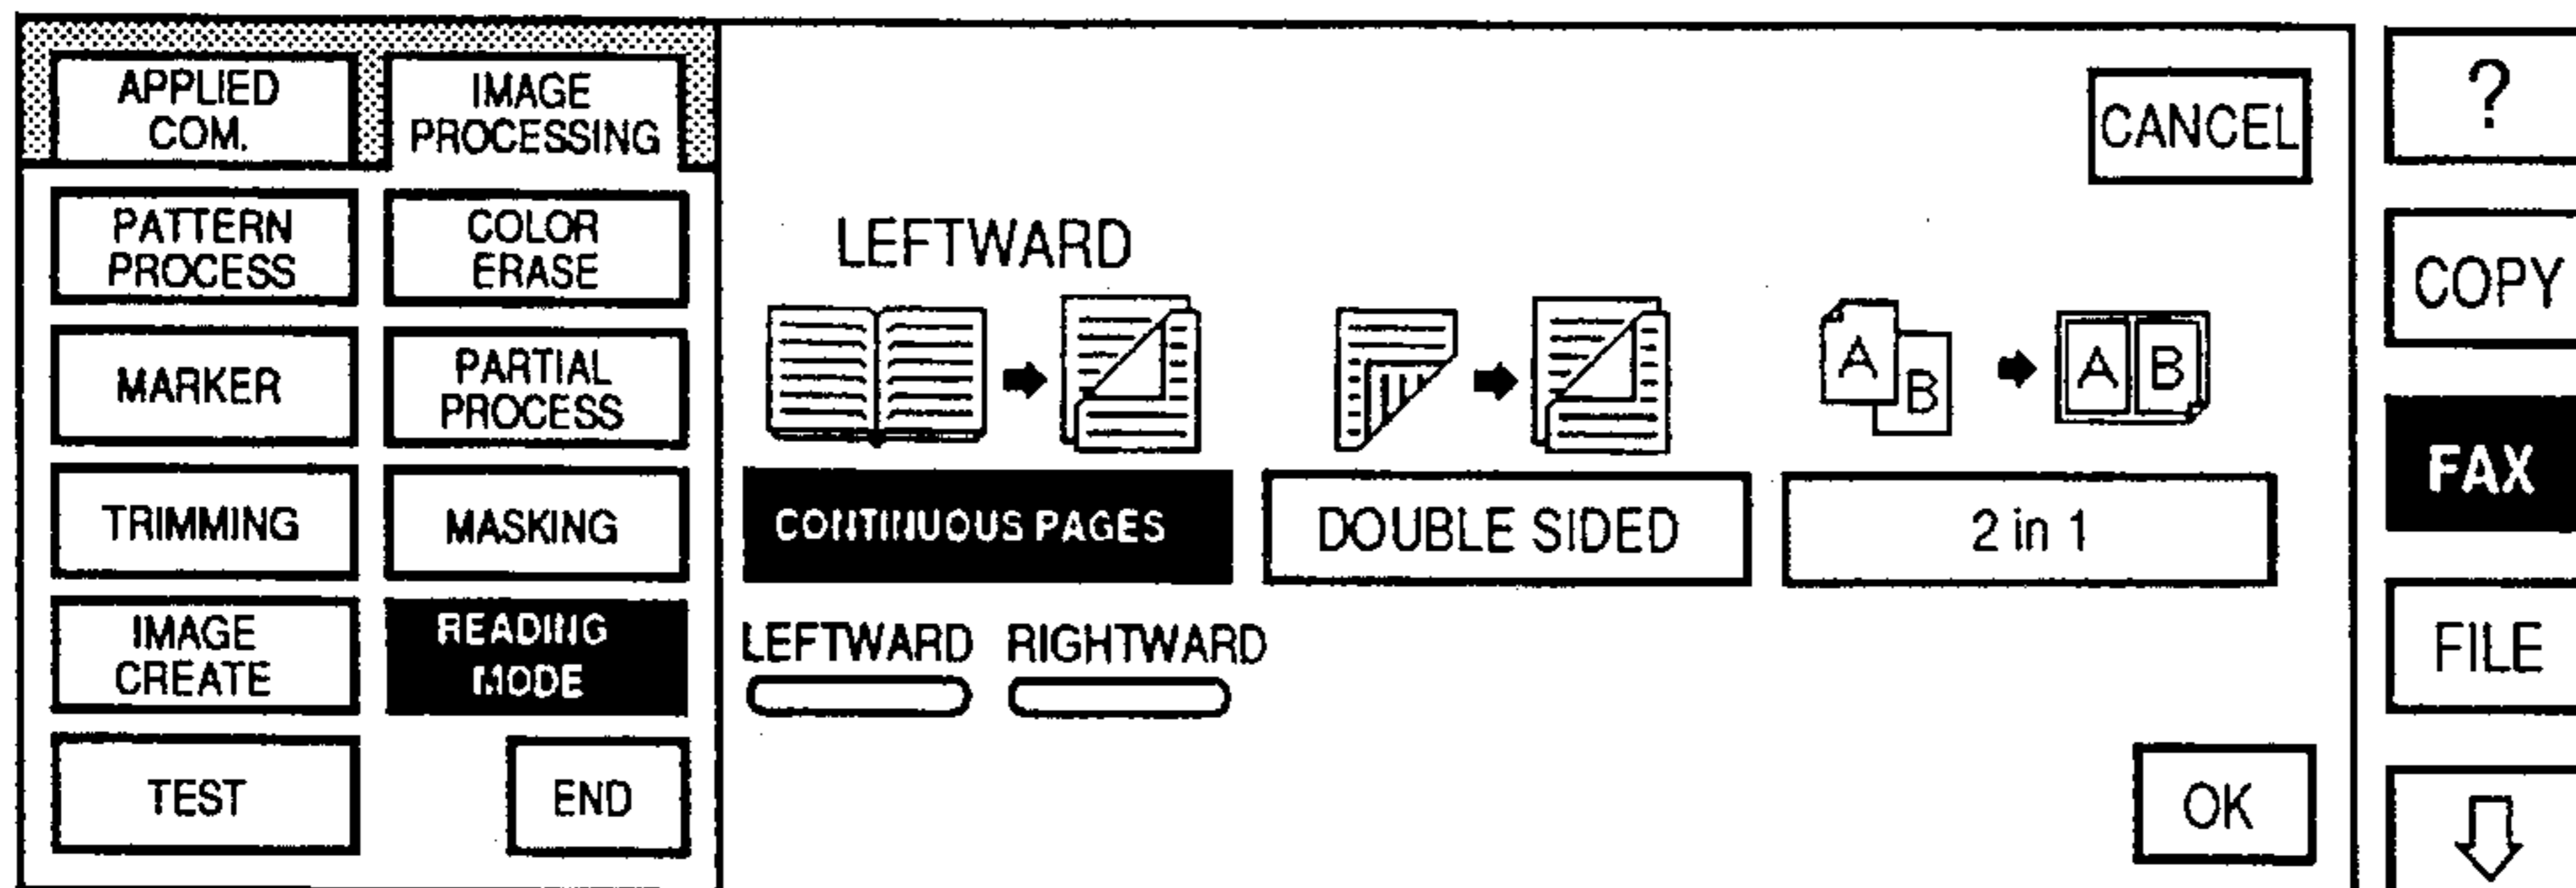 APPLIED
COM.
IMAGE
PROCESSING
PATTERN
PROCESS
COLOR
ERASE
MARKER
PARTIAL
PROCESS
TRIMMING
MASKING
IMAGE
CREATE
READING
MODE
TEST
END
CANCEL
LEFTWARD
A
B
A B
CONTINUOUS PAGES
DOUBLE SIDED
2 in 1
LEFTWARD RIGHTWARD
OK
?
COPY
FAX
FILE